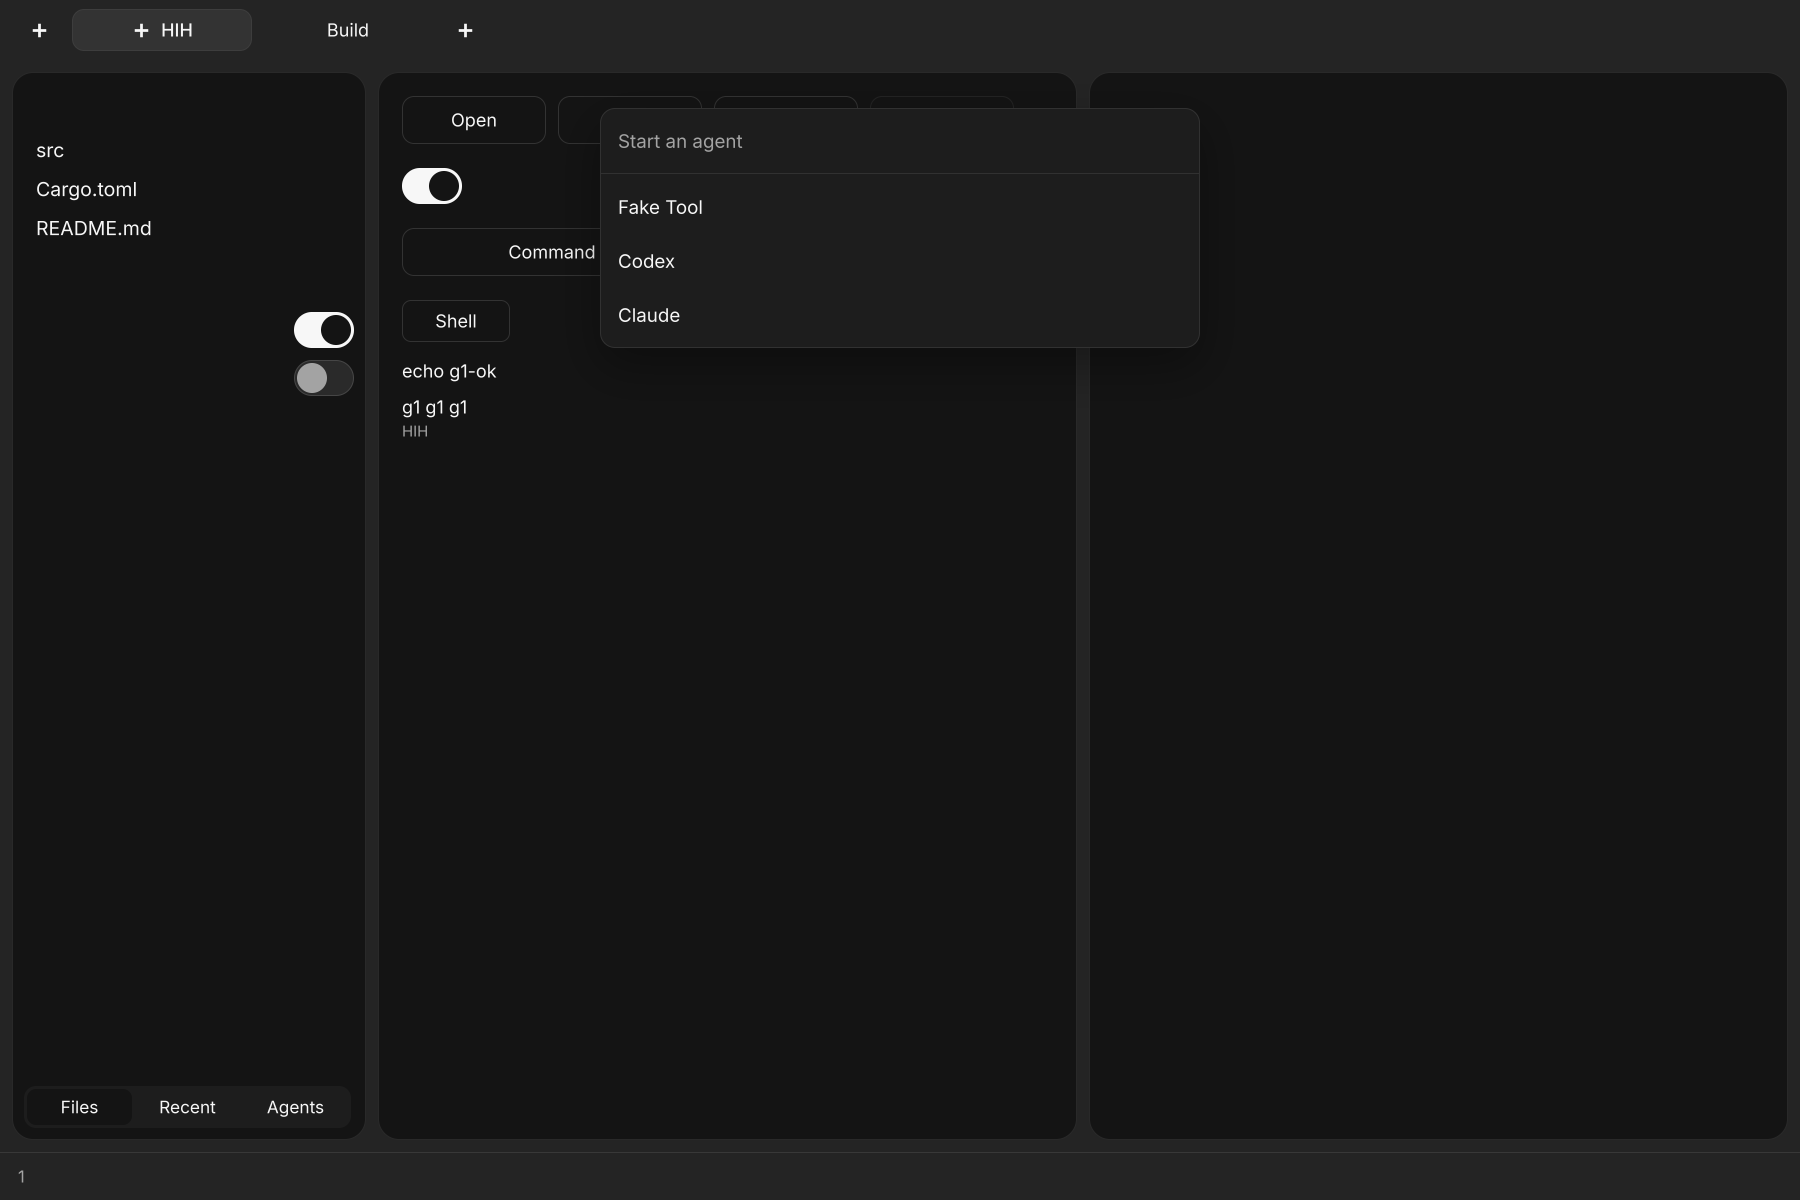 + + HIH Build +
src
Cargo.toml
README.md
Open
Command
Shell
echo g1-ok
g1 g1 g1
HIH
Start an agent
Fake Tool
Codex
Claude
Files Recent Agents
1